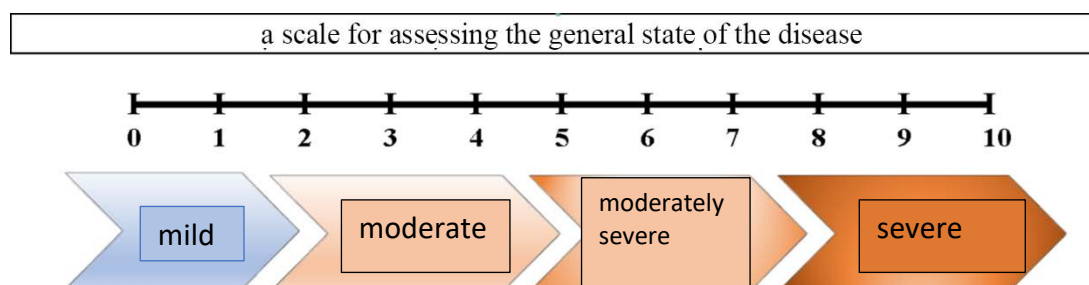 a scale for assessing the general state of the disease
0 1 2 3 4 5 6 7 8 9 10
mild
moderate
moderately
severe
severe